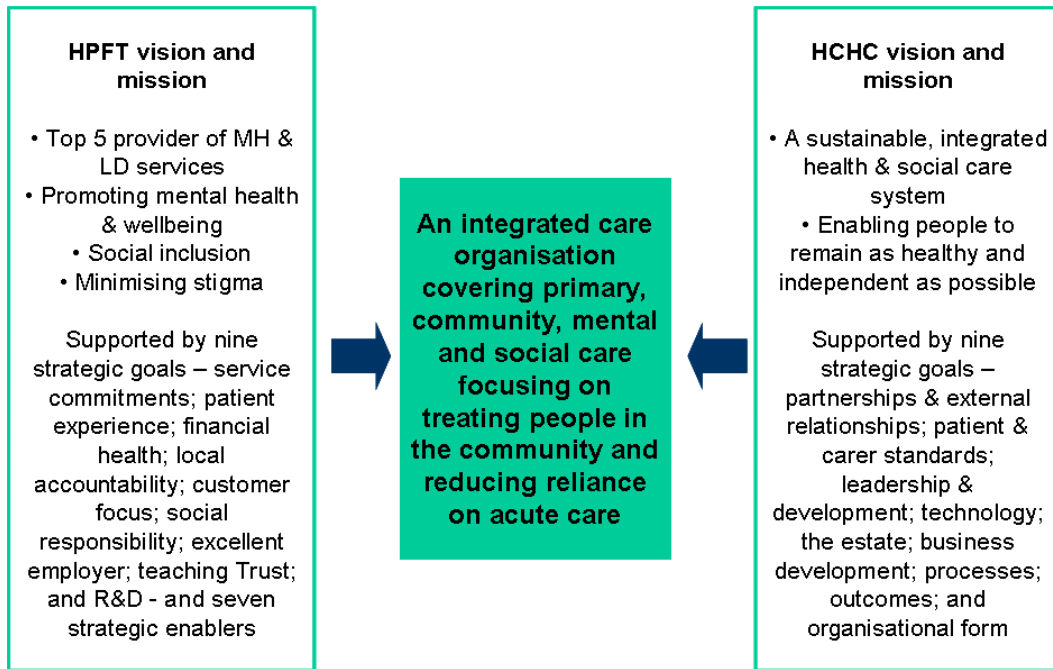 HPFT vision and
mission
• Top 5 provider of MH &
LD services
• Promoting mental health
& wellbeing
• Social inclusion
• Minimising stigma
Supported by nine
strategic goals – service
commitments; patient
experience; financial
health; local
accountability; customer
focus; social
responsibility; excellent
employer; teaching Trust;
and R&D - and seven
strategic enablers
An integrated care
organisation
covering primary,
community, mental
and social care
focusing on
treating people in
the community and
reducing reliance
on acute care
HCHC vision and
mission
• A sustainable, integrated
health & social care
system
• Enabling people to
remain as healthy and
independent as possible
Supported by nine
strategic goals –
partnerships & external
relationships; patient &
carer standards;
leadership &
development; technology;
the estate; business
development; processes;
outcomes; and
organisational form